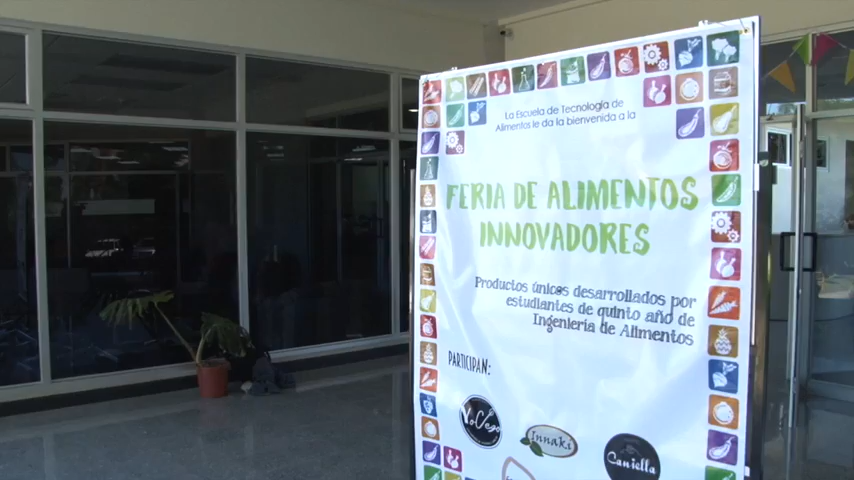 La Escuela de Tecnología de
Alimentos le da la bienvenida a la
FERIA DE ALIMENTOS
INNOVADORES
Productos únicos desarrollados por
estudiantes de quinto año de
Ingeniería de Alimentos
PARTICIPAN:
YoVego
Innaki
Caniella